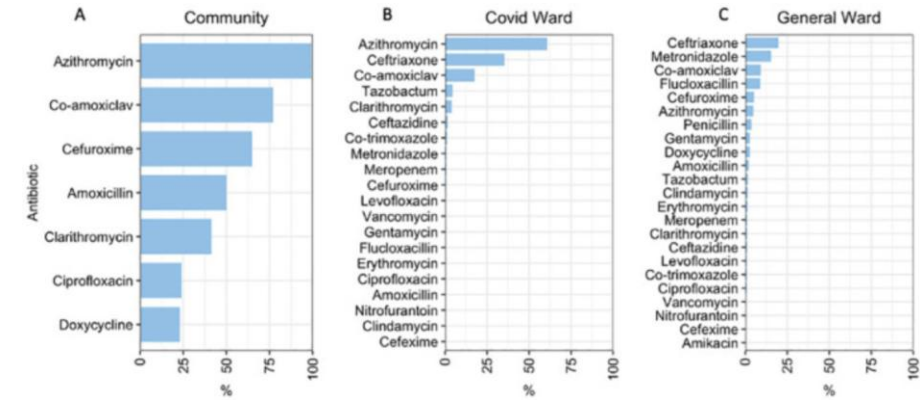 A
Community
Antibiotic
Azithromycin
Co-amoxiclav
Cefuroxime
Amoxicillin
Clarithromycin
Ciprofloxacin
Doxycycline
0 25 50 75 100
%
B
Covid Ward
Azithromycin
Ceftriaxone
Co-amoxiclav
Tazobactum
Clarithromycin
Ceftazidine
Co-trimoxazole
Metronidazole
Meropenem
Cefuroxime
Levofloxacin
Vancomycin
Gentamycin
Flucloxacillin
Erythromycin
Ciprofloxacin
Amoxicillin
Nitrofurantoin
Clindamycin
Cefexime
0 25 50 75 100
%
C
General Ward
Ceftriaxone
Metronidazole
Co-amoxiclav
Flucloxacillin
Cefuroxime
Azithromycin
Penicillin
Gentamycin
Doxycycline
Amoxicillin
Tazobactum
Clindamycin
Erythromycin
Meropenem
Clarithromycin
Ceftazidine
Levofloxacin
Co-trimoxazole
Ciprofloxacin
Vancomycin
Nitrofurantoin
Cefexime
Amikacin
0 25 50 75 100
%